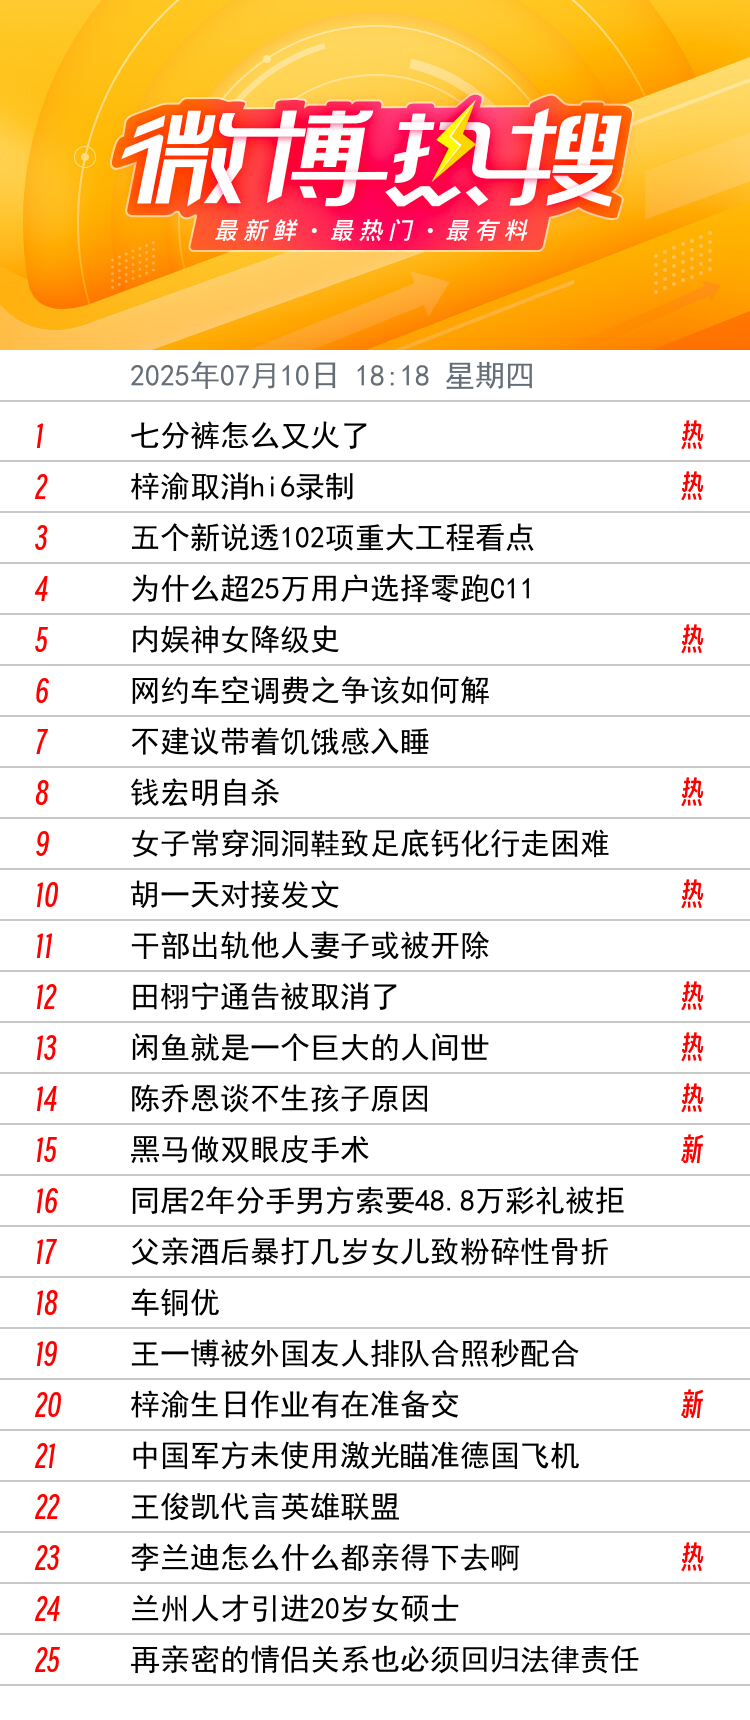 微博热搜
最新鲜·最热门·最有料
2025年07月10日 18:18 星期四
1 七分裤怎么又火了 热
2 梓渝取消hi6录制 热
3 五个新说透102项重大工程看点
4 为什么超25万用户选择零跑C11
5 内娱神女降级史 热
6 网约车空调费之争该如何解
7 不建议带着饥饿感入睡
8 钱宏明自杀 热
9 女子常穿洞洞鞋致足底钙化行走困难
10 胡一天对接发文 热
11 干部出轨他人妻子或被开除
12 田栩宁通告被取消了 热
13 闲鱼就是一个巨大的人间世 热
14 陈乔恩谈不生孩子原因 热
15 黑马做双眼皮手术 新
16 同居2年分手男方索要48.8万彩礼被拒
17 父亲酒后暴打几岁女儿致粉碎性骨折
18 车铜优
19 王一博被外国友人排队合照秒配合
20 梓渝生日作业有在准备交 新
21 中国军方未使用激光瞄准德国飞机
22 王俊凯代言英雄联盟
23 李兰迪怎么什么都亲得下去啊 热
24 兰州人才引进20岁女硕士
25 再亲密的情侣关系也必须回归法律责任